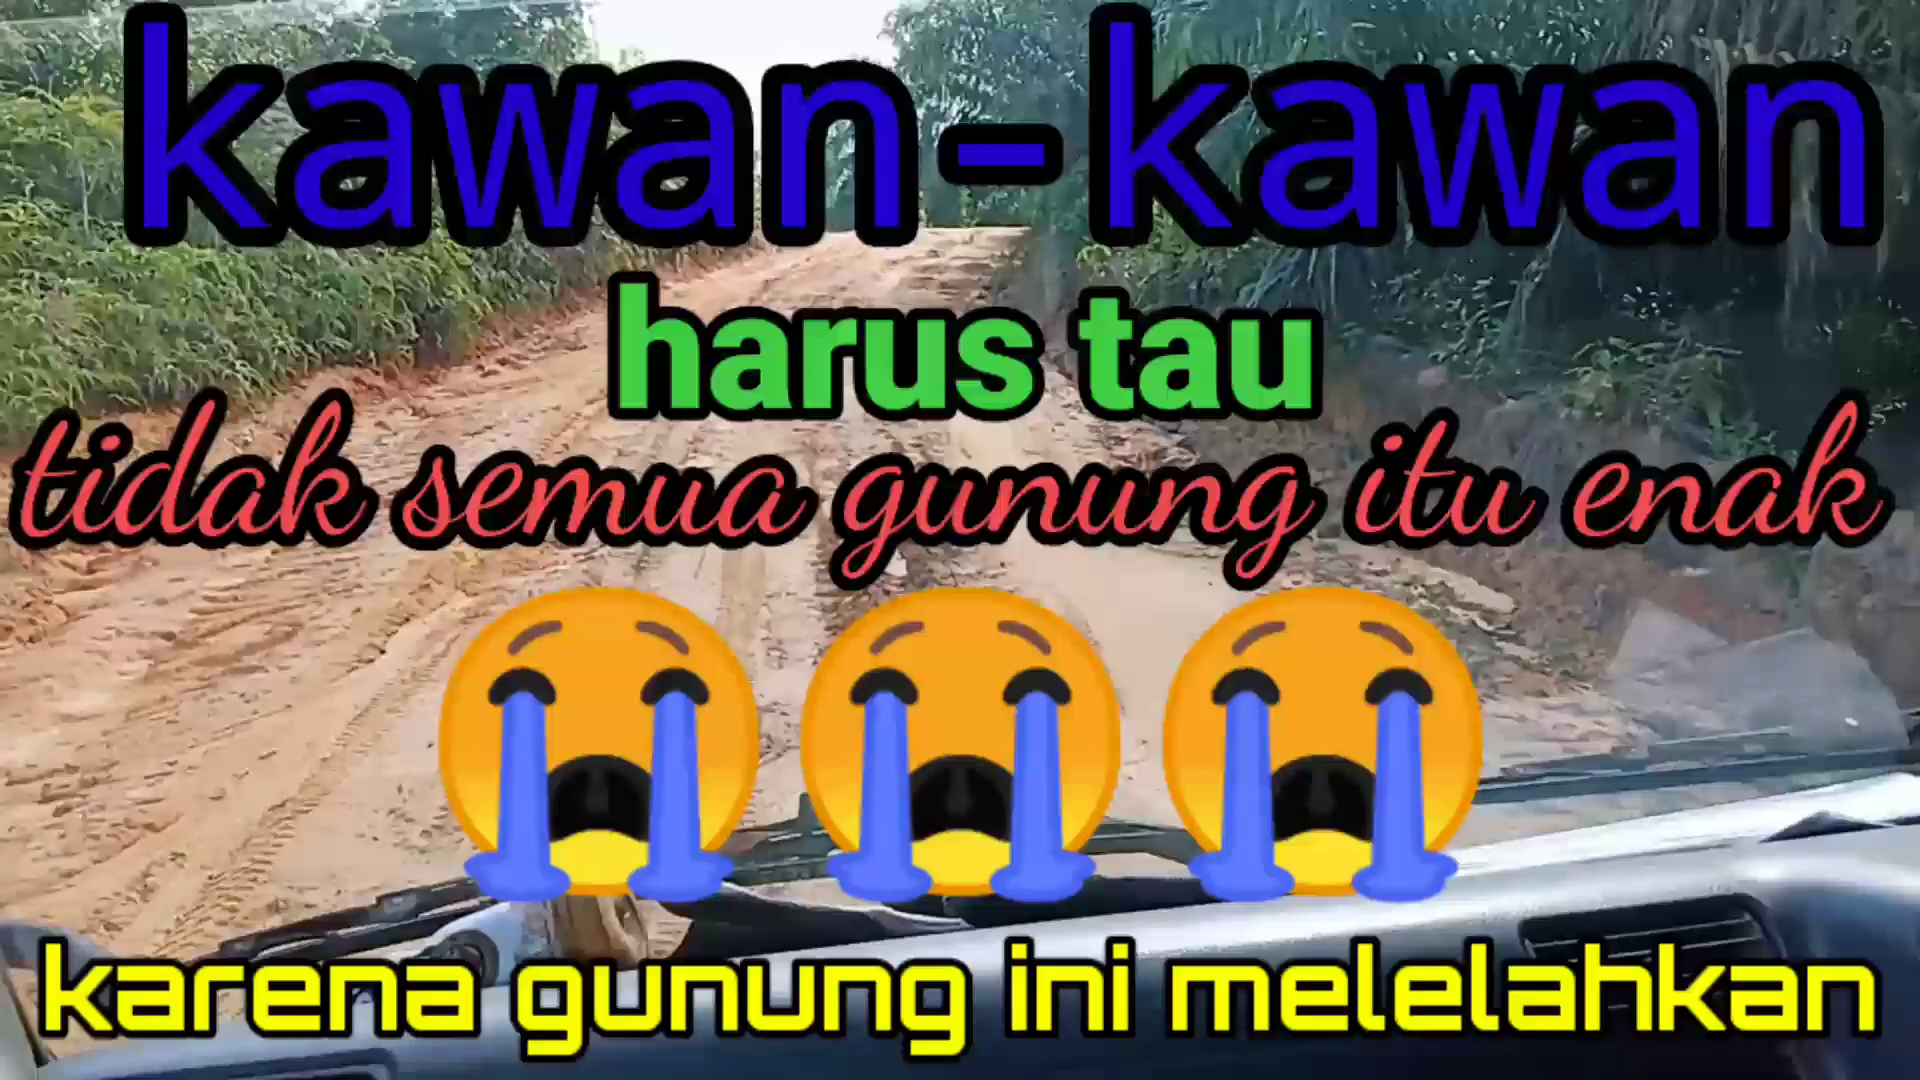 kawan-kawan
harus tau
tidak semua gunung itu enak
karena gunung ini melelahkan